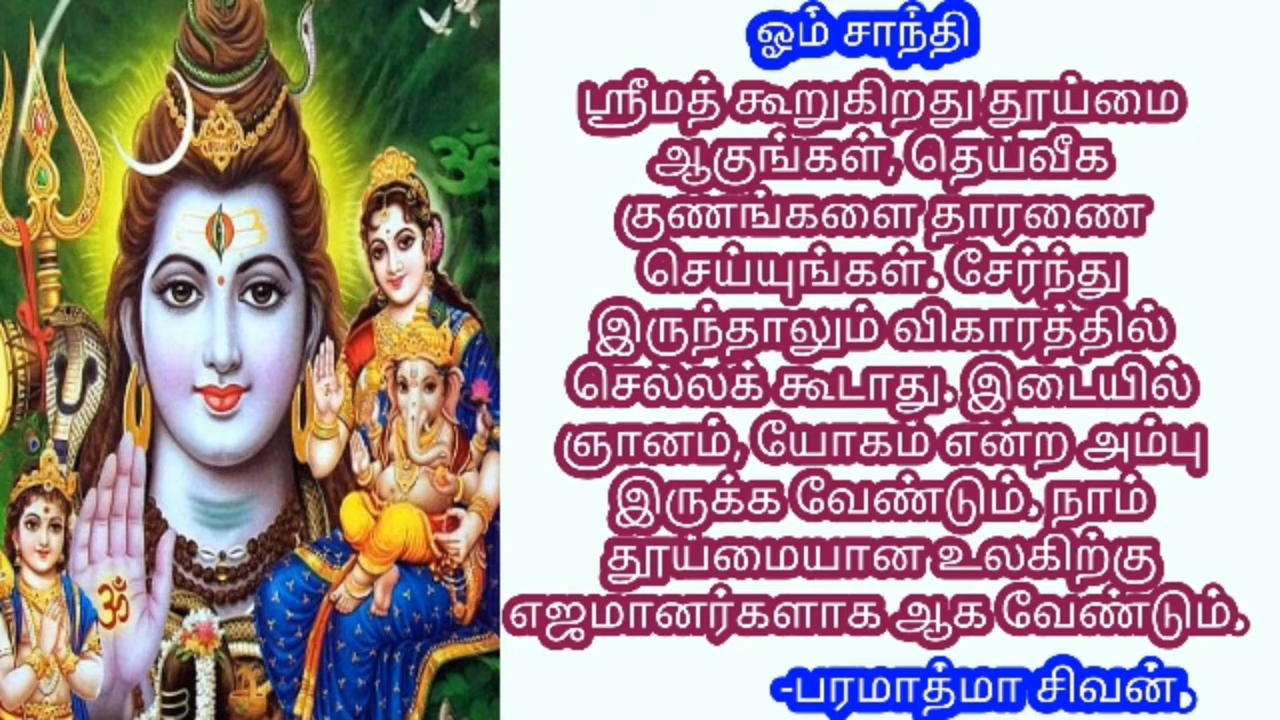 ஓம் சாந்தி
ஸ்ரீமத் கூறுகிறது தூய்மை
ஆகுங்கள், தெய்வீக
குணங்களை தாரணை
செய்யுங்கள். சேர்ந்து
இருந்தாலும் விகாரத்தில்
செல்லக் கூடாது. இடையில்
ஞானம், யோகம் என்ற அம்பு
இருக்க வேண்டும். நாம்
தூய்மையான உலகிற்கு
எஜமானர்களாக ஆக வேண்டும்.
-பரமாத்மா சிவன்.
ॐ
ॐ